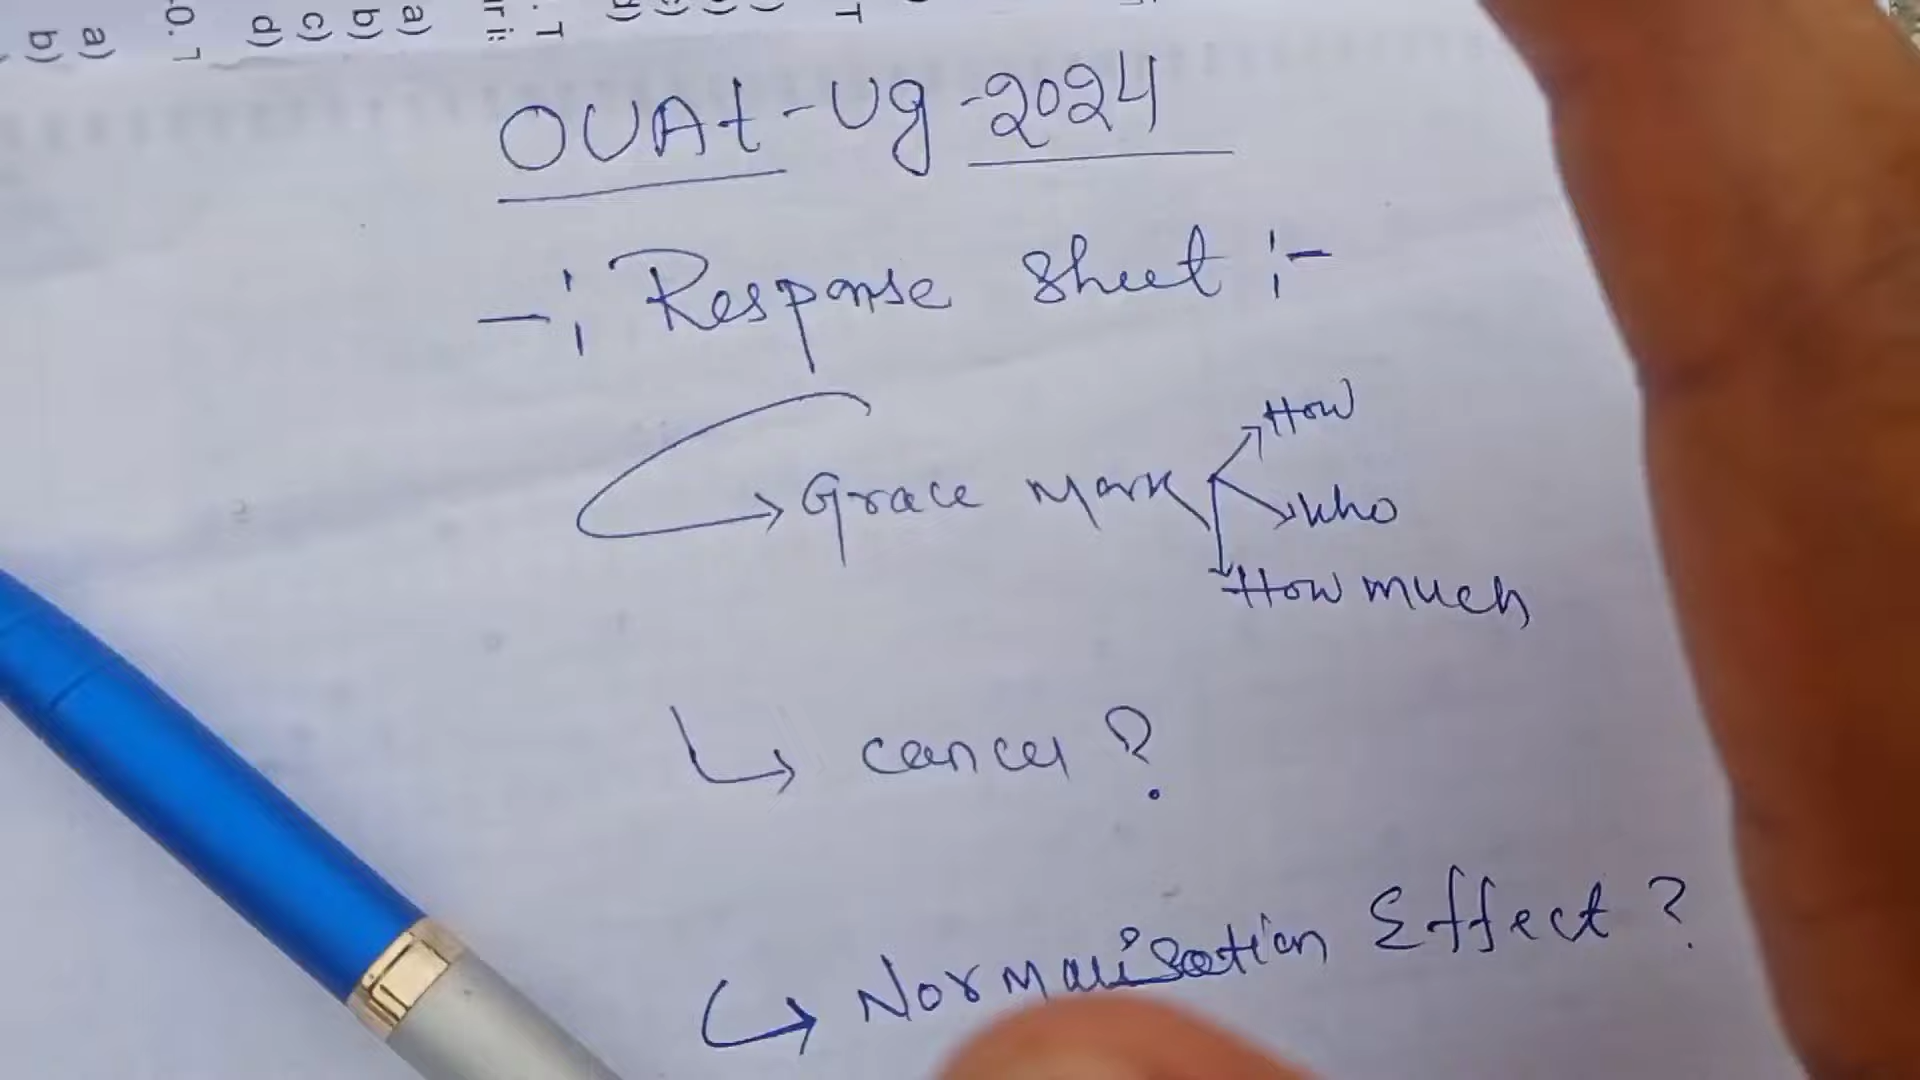 OUAt-Ug-2024
-: Response Sheet :-
Grace Mark
How
Who
How much
cancel ?
Normalisation Effect ?
a)
b)
c)
d)
a)
b)